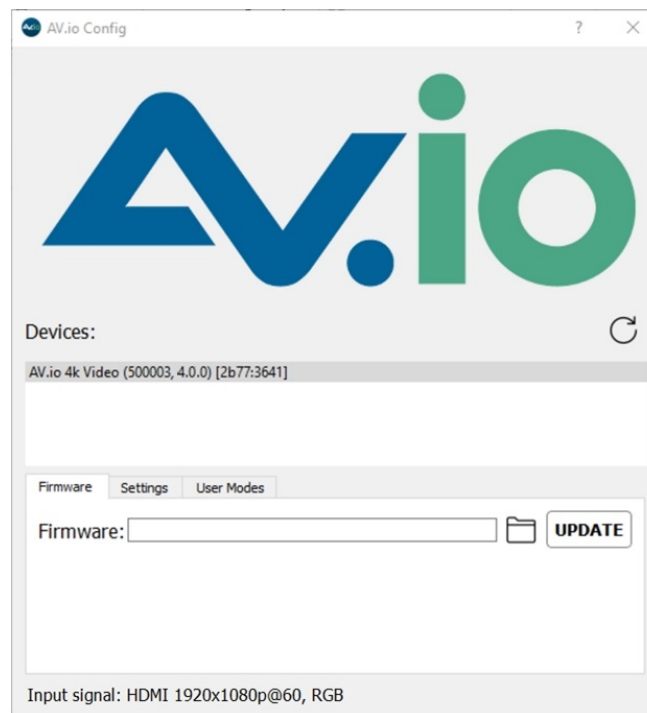 AV.io Config
AV.io
Devices:
AV.io 4k Video (500003, 4.0.0) [2b77:3641]
Firmware Settings User Modes
Firmware: UPDATE
Input signal: HDMI 1920x1080p@60, RGB